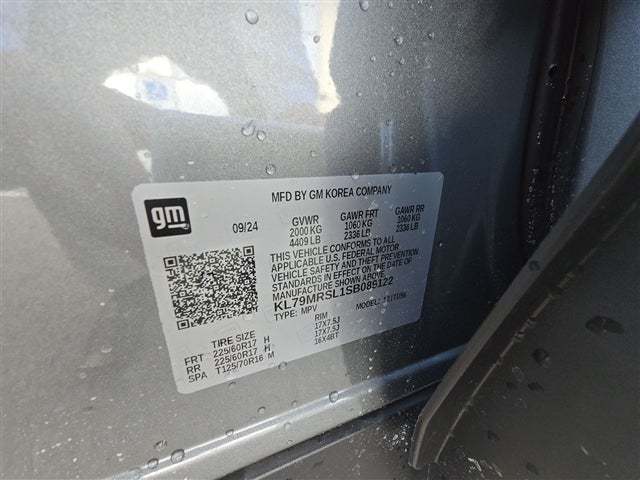 gm
MFD BY GM KOREA COMPANY
09/24 GVWR GAWR FRT GAWR RR
2000 KG 1060 KG 1060 KG
4409 LB 2336 LB 2336 LB
THIS VEHICLE CONFORMS TO ALL
APPLICABLE U.S. FEDERAL MOTOR
VEHICLE SAFETY AND THEFT PREVENTION
STANDARDS IN EFFECT ON THE DATE OF
MANUFACTURE SHOWN ABOVE.
KL79MRSL1SB089122
TYPE: MPV MODEL: 1TU56
TIRE SIZE RIM
FRT 225/60R17 H 17X7.5J
RR 225/60R17 H 17X7.5J
SPA T125/70R16 M 16X4BT